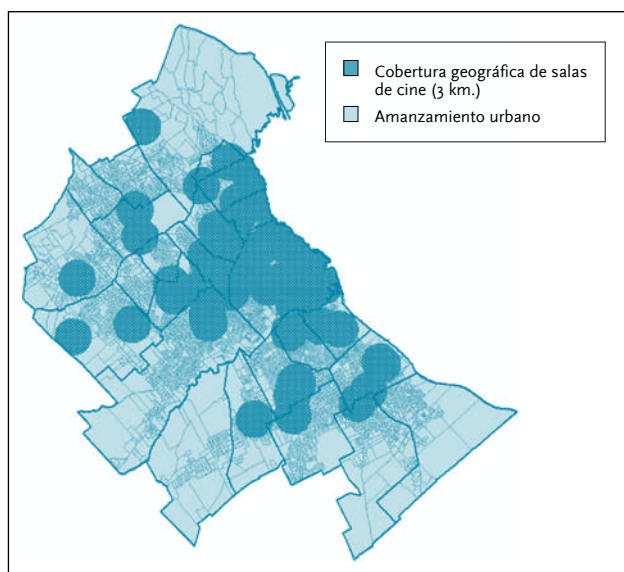 Cobertura geográfica de salas
de cine (3 km.)
Amanzamiento urbano